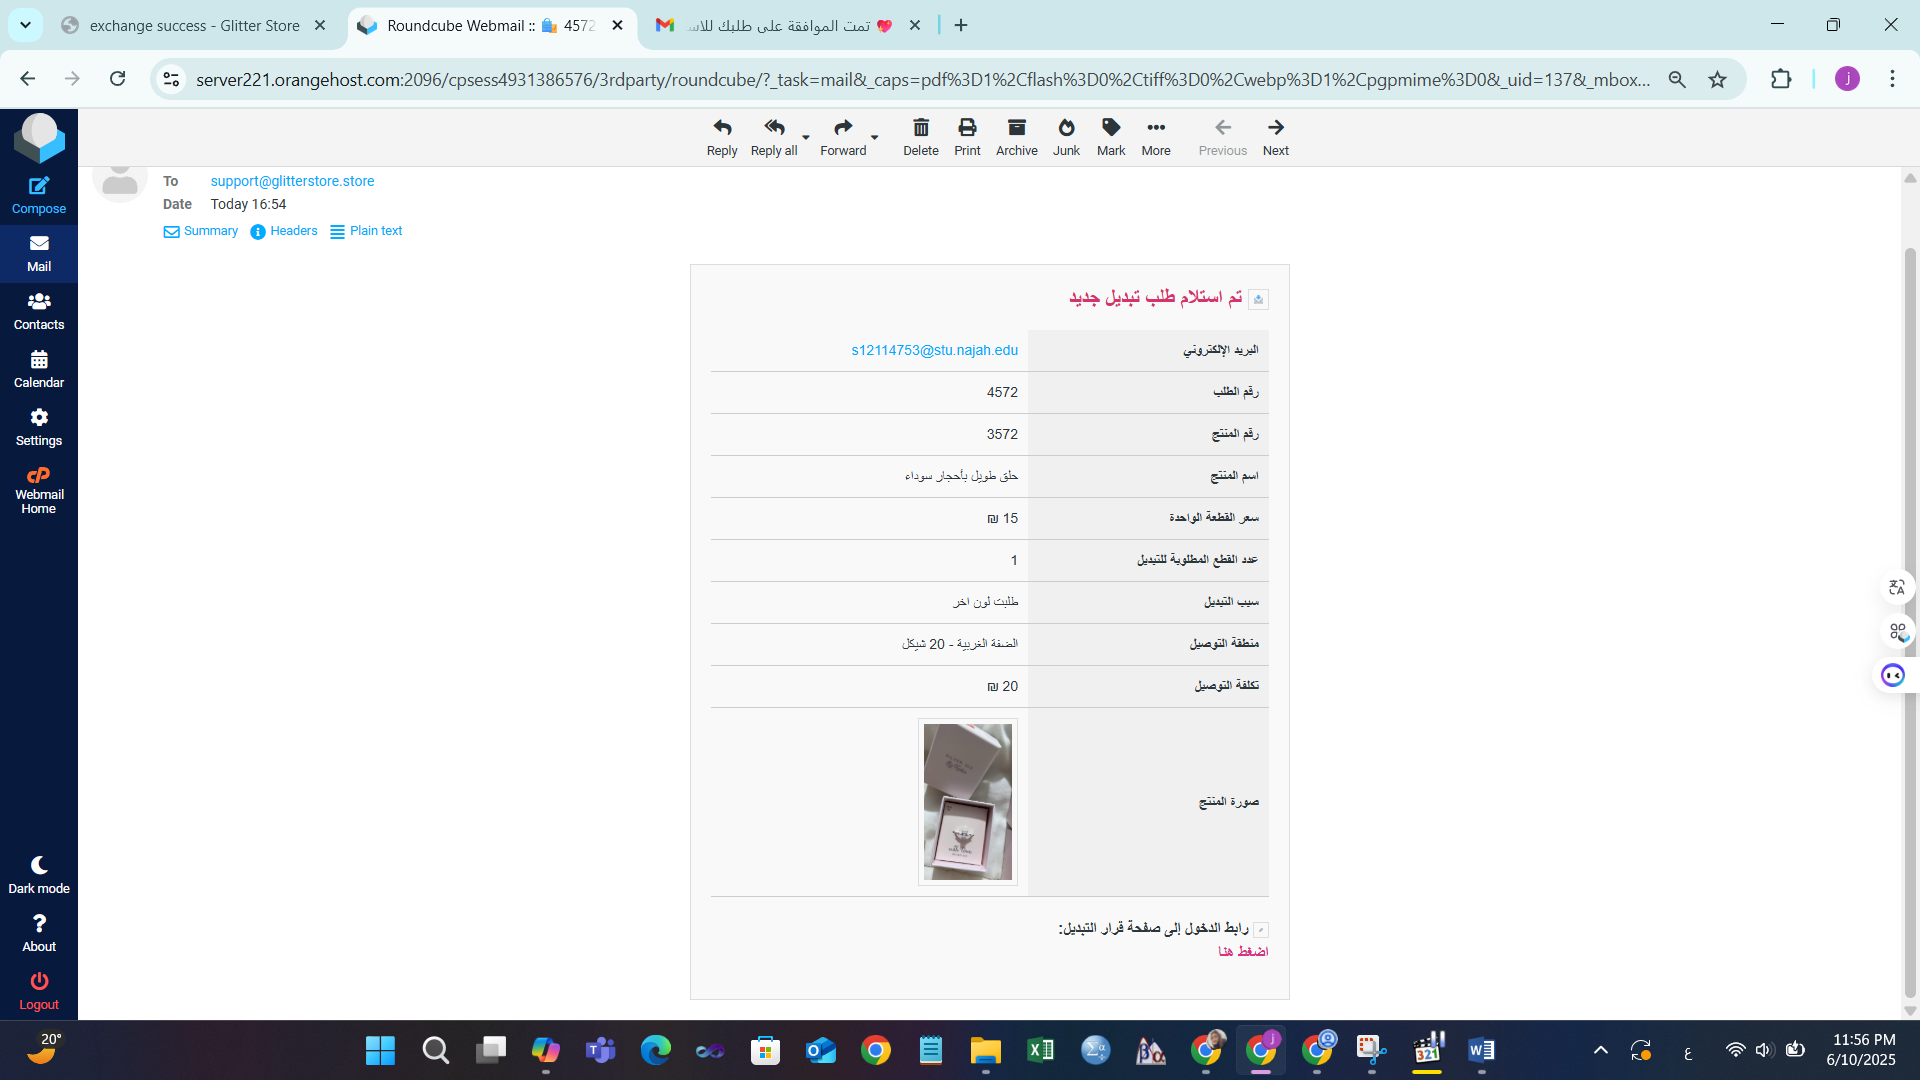 exchange success - Glitter Store
Roundcube Webmail :: 🛍 4572
💖 تمت الموافقة على طلبك للاس
server221.orangehost.com:2096/cpsess4931386576/3rdparty/roundcube/?_task=mail&_caps=pdf%3D1%2Cflash%3D0%2Ctiff%3D0%2Cwebp%3D1%2Cpgpmime%3D0&_uid=137&_mbox...
j
Reply
Reply all
Forward
Delete
Print
Archive
Junk
Mark
More
Previous
Next
Compose
Mail
Contacts
Calendar
Settings
Webmail
Home
Dark mode
About
Logout
To support@glitterstore.store
Date Today 16:54
Summary Headers Plain text
تم استلام طلب تبديل جديد
البريد الإلكتروني s12114753@stu.najah.edu
رقم الطلب 4572
رقم المنتج 3572
اسم المنتج حلق طويل بأحجار سوداء
سعر القطعة الواحدة 15 ₪
عدد القطع المطلوبة للتبديل 1
سبب التبديل طلبت لون اخر
منطقة التوصيل الضفة الغربية - 20 شيكل
تكلفة التوصيل 20 ₪
صورة المنتج
رابط الدخول إلى صفحة قرار التبديل:
اضغط هنا
20°
ع
11:56 PM
6/10/2025